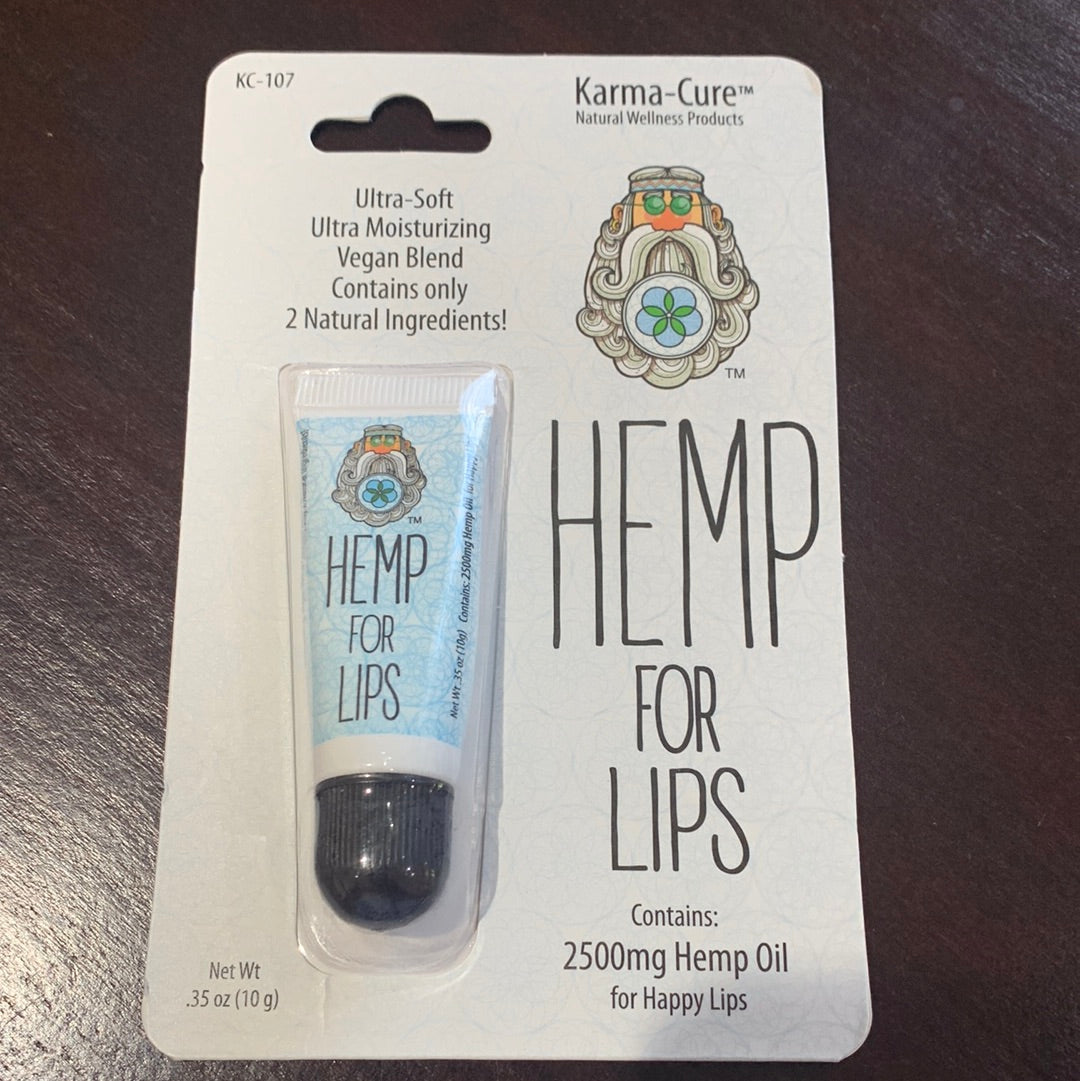 KC-107
Karma-Cure™
Natural Wellness Products
Ultra-Soft
Ultra Moisturizing
Vegan Blend
Contains only
2 Natural Ingredients!
TM
HEMP
FOR
LIPS
Contains:
2500mg Hemp Oil
for Happy Lips
TM
HEMP
FOR
LIPS
Net Wt .35 oz (10g) Contains: 2500mg Hemp Oil for
Net Wt
.35 oz (10 g)